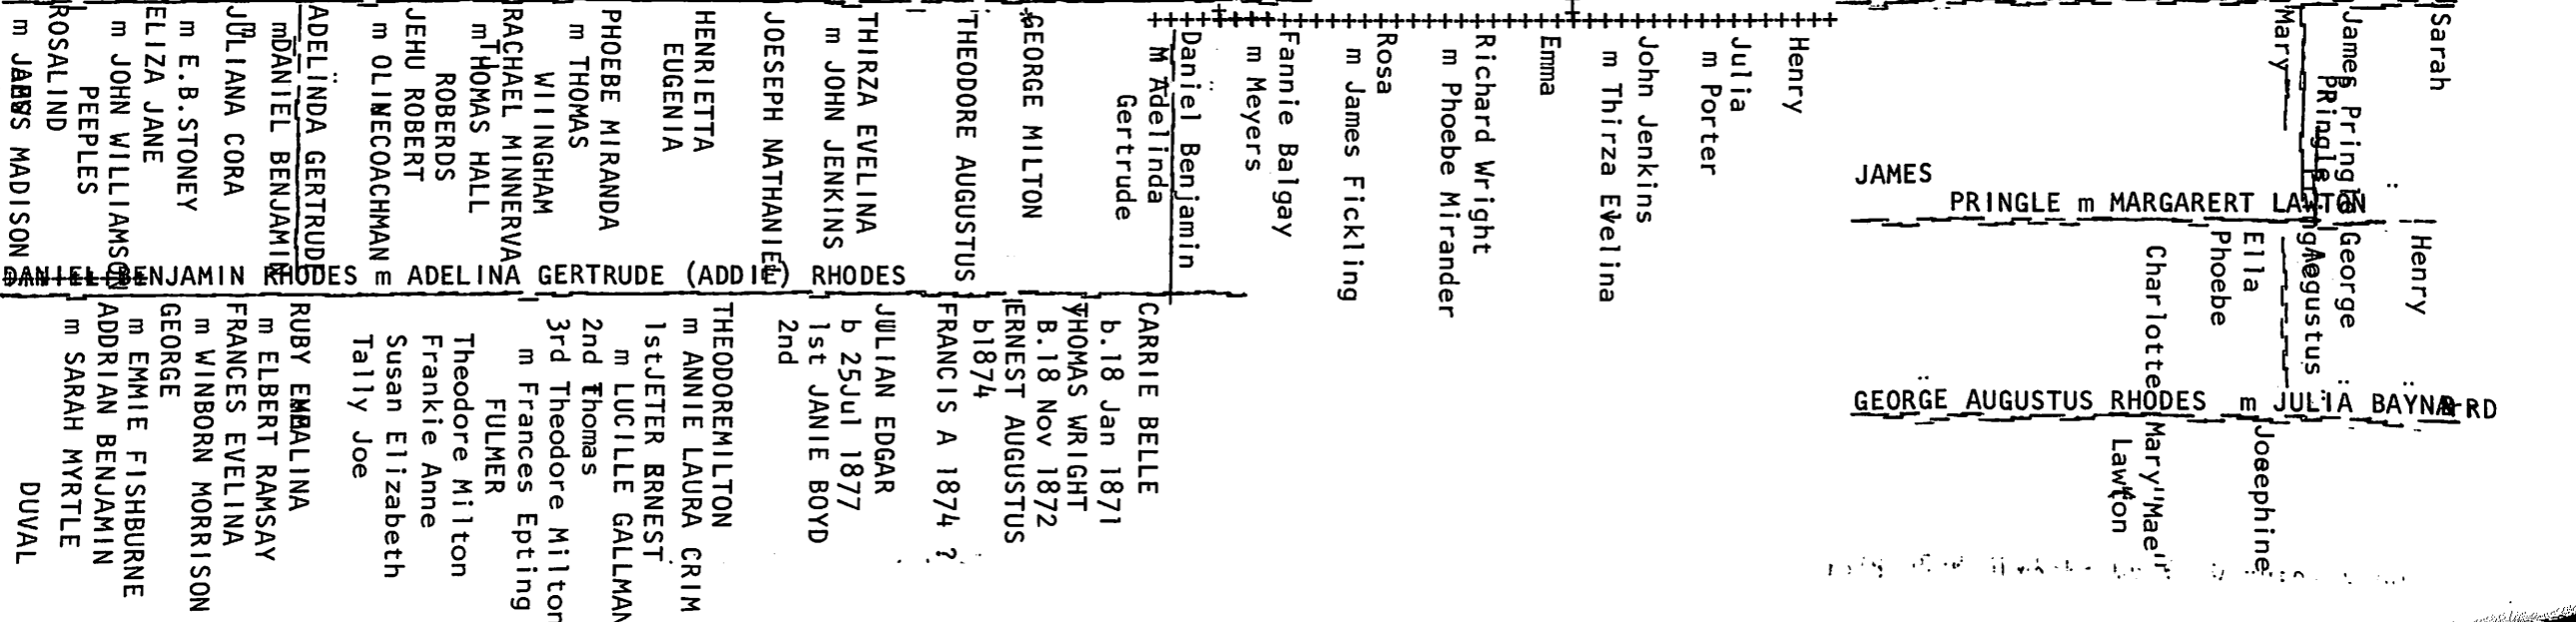 Sarah
James Pringle
Pringle
Mary
Henry
Julia
m Porter
John Jenkins
m Thirza Evelina
Emma
Richard Wright
m Phoebe Mirander
Rosa
m James Fickling
Fannie Balgay
m Meyers
Daniel Benjamin
M Adelinda
Gertrude
GEORGE MILTON
THEODORE AUGUSTUS
THIRZA EVELINA
m JOHN JENKINS
JOESEPH NATHANIEL
HENRIETTA
EUGENIA
PHOEBE MIRANDA
m THOMAS
WIIINGHAM
RACHAEL MINNERVA
m THOMAS HALL
ROBERDS
JEHU ROBERT
m OLINECOACHMAN
ADELINDA GERTRUDE
m DANIEL BENJAMIN
JULIANA CORA
m E.B.STONEY
ELIZA JANE
m JOHN WILLIAMSON
PEEPLES
ROSALIND
m JAMES MADISON
JAMES
PRINGLE m MARGARERT LAWTON
Henry
George
Aegustus
Ella
Phoebe
Charlotte
DANIEL BENJAMIN RHODES m ADELINA GERTRUDE (ADDIE) RHODES
GEORGE AUGUSTUS RHODES m JULIA BAYNARD
Joeephine
Mary"Mae"
Lawton
CARRIE BELLE
b.18 Jan 1871
THOMAS WRIGHT
B.18 Nov 1872
ERNEST AUGUSTUS
b1874
FRANCIS A 1874 ?
JULIAN EDGAR
b 25Jul 1877
1st JANIE BOYD
2nd
THEODOREMILTON
m ANNIE LAURA CRIM
1stJETER ERNEST
m LUCILLE GALLMAN
2nd Thomas
3rd Theodore Milton
m Frances Epting
FULMER
Theodore Milton
Frankie Anne
Susan Elizabeth
Tally Joe
RUBY EMMALINA
m ELBERT RAMSAY
FRANCES EVELINA
m WINBORN MORRISON
GEORGE
m EMMIE FISHBURNE
ADDRIAN BENJAMIN
m SARAH MYRTLE
DUVAL